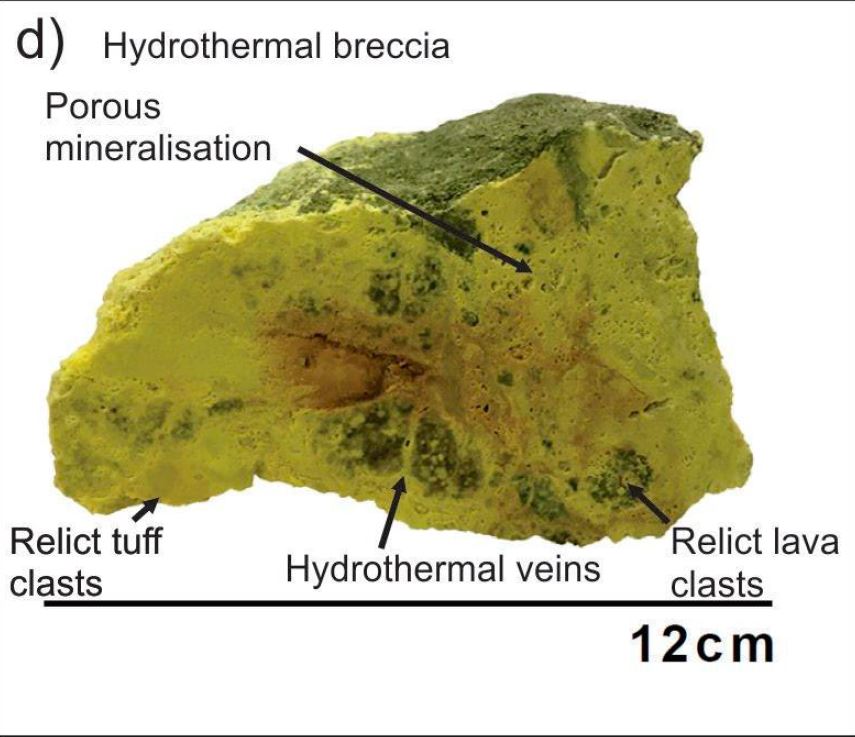 d) Hydrothermal breccia
Porous
mineralisation
Relict tuff
clasts
Hydrothermal veins
Relict lava
clasts
12cm